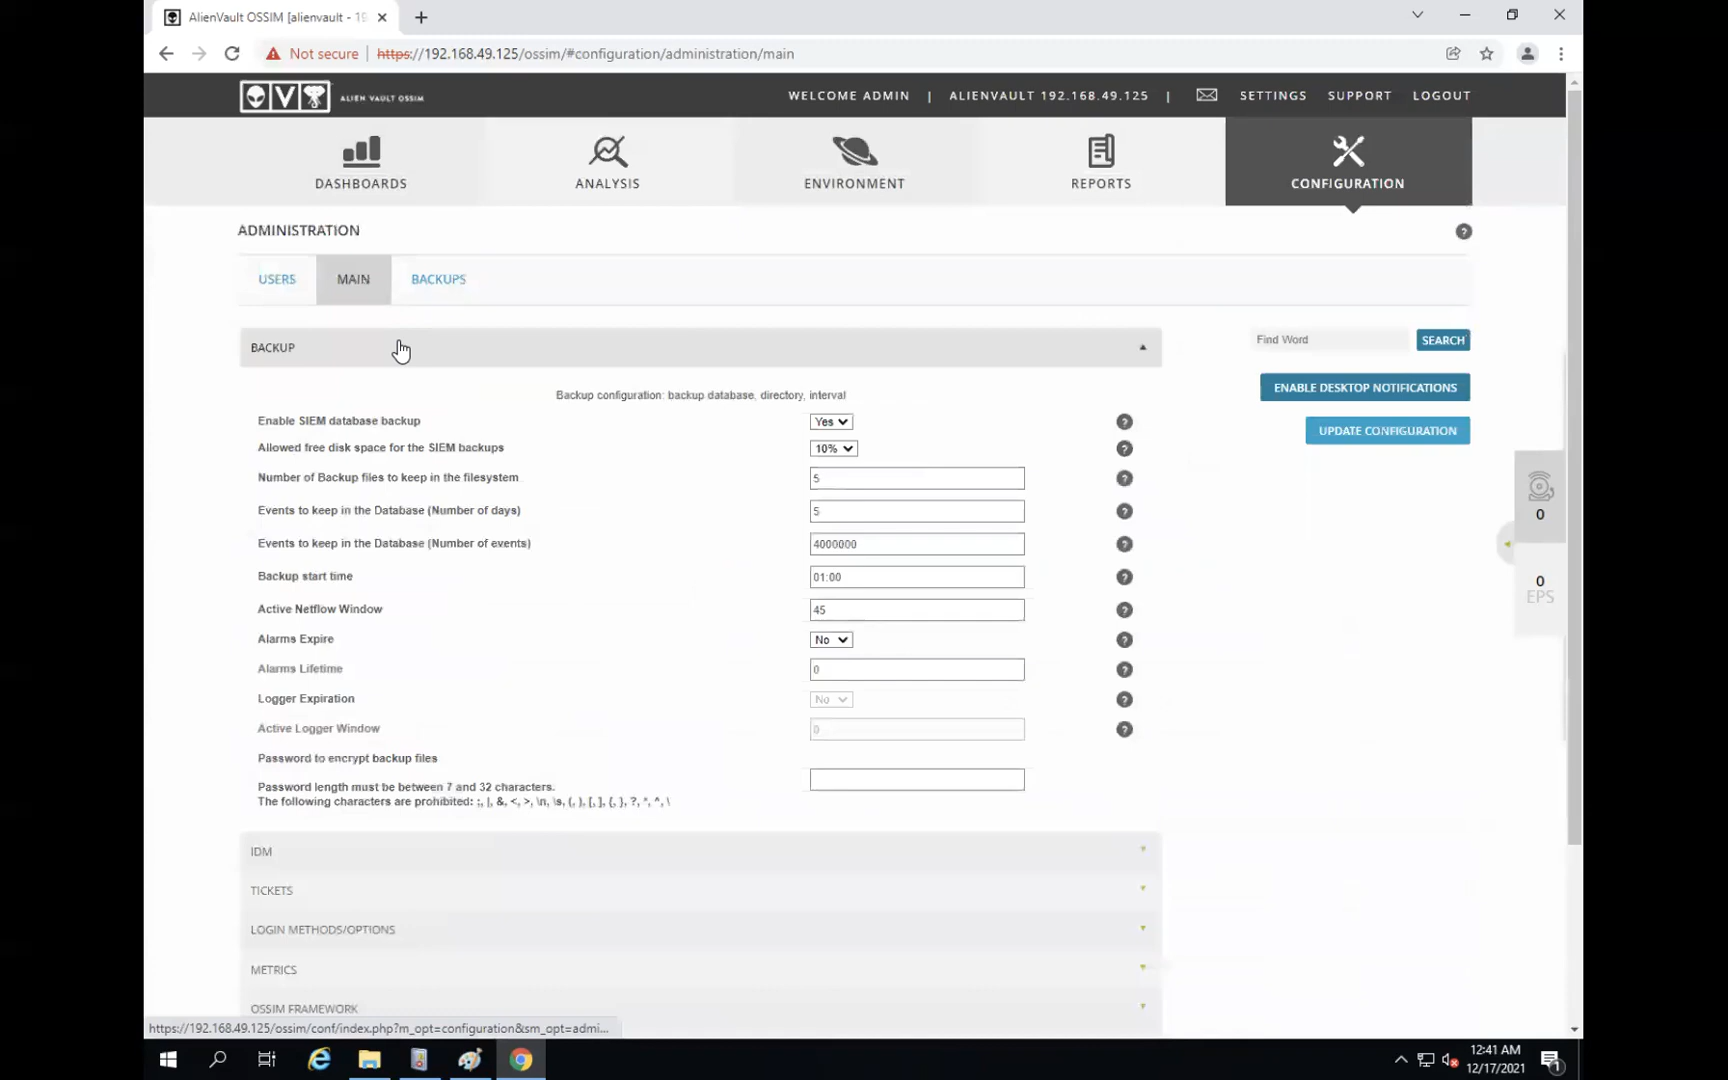 AlienVault OSSIM [alienvault - 19
Not secure | https://192.168.49.125/ossim/#configuration/administration/main
ALIEN VAULT OSSIM
WELCOME ADMIN | ALIENVAULT 192.168.49.125 | SETTINGS SUPPORT LOGOUT
DASHBOARDS ANALYSIS ENVIRONMENT REPORTS CONFIGURATION
ADMINISTRATION
USERS MAIN BACKUPS
BACKUP
Find Word SEARCH
ENABLE DESKTOP NOTIFICATIONS
UPDATE CONFIGURATION
Backup configuration: backup database, directory, interval
Enable SIEM database backup Yes
Allowed free disk space for the SIEM backups 10%
Number of Backup files to keep in the filesystem 5
Events to keep in the Database (Number of days) 5
Events to keep in the Database (Number of events) 4000000
Backup start time 01:00
Active Netflow Window 45
Alarms Expire No
Alarms Lifetime 0
Logger Expiration No
Active Logger Window 0
Password to encrypt backup files
Password length must be between 7 and 32 characters.
The following characters are prohibited: ;, |, &, <, >, \n, \s, (, ), [, ], {, }, ?, *, ^, \
0
0
EPS
IDM
TICKETS
LOGIN METHODS/OPTIONS
METRICS
OSSIM FRAMEWORK
https://192.168.49.125/ossim/conf/index.php?m_opt=configuration&sm_opt=admi...
12:41 AM
12/17/2021
1